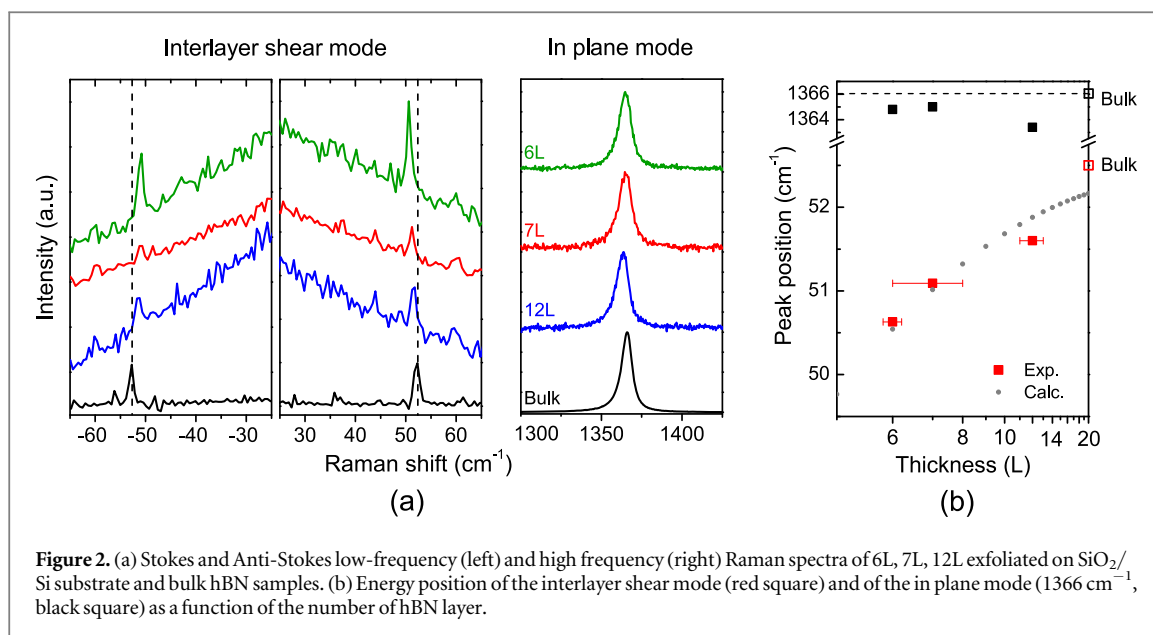 Interlayer shear mode
In plane mode
Intensity (a.u.)
6L
7L
12L
Bulk
-60 -50 -40 -30
30 40 50 60
1300 1350 1400
Raman shift (cm⁻¹)
(a)
1366
1364
52
51
50
Peak position (cm⁻¹)
Bulk
Bulk
Exp.
Calc.
6 8 10 12 14 20
Thickness (L)
(b)
Figure 2. (a) Stokes and Anti-Stokes low-frequency (left) and high frequency (right) Raman spectra of 6L, 7L, 12L exfoliated on SiO₂/
Si substrate and bulk hBN samples. (b) Energy position of the interlayer shear mode (red square) and of the in plane mode (1366 cm⁻¹,
black square) as a function of the number of hBN layer.